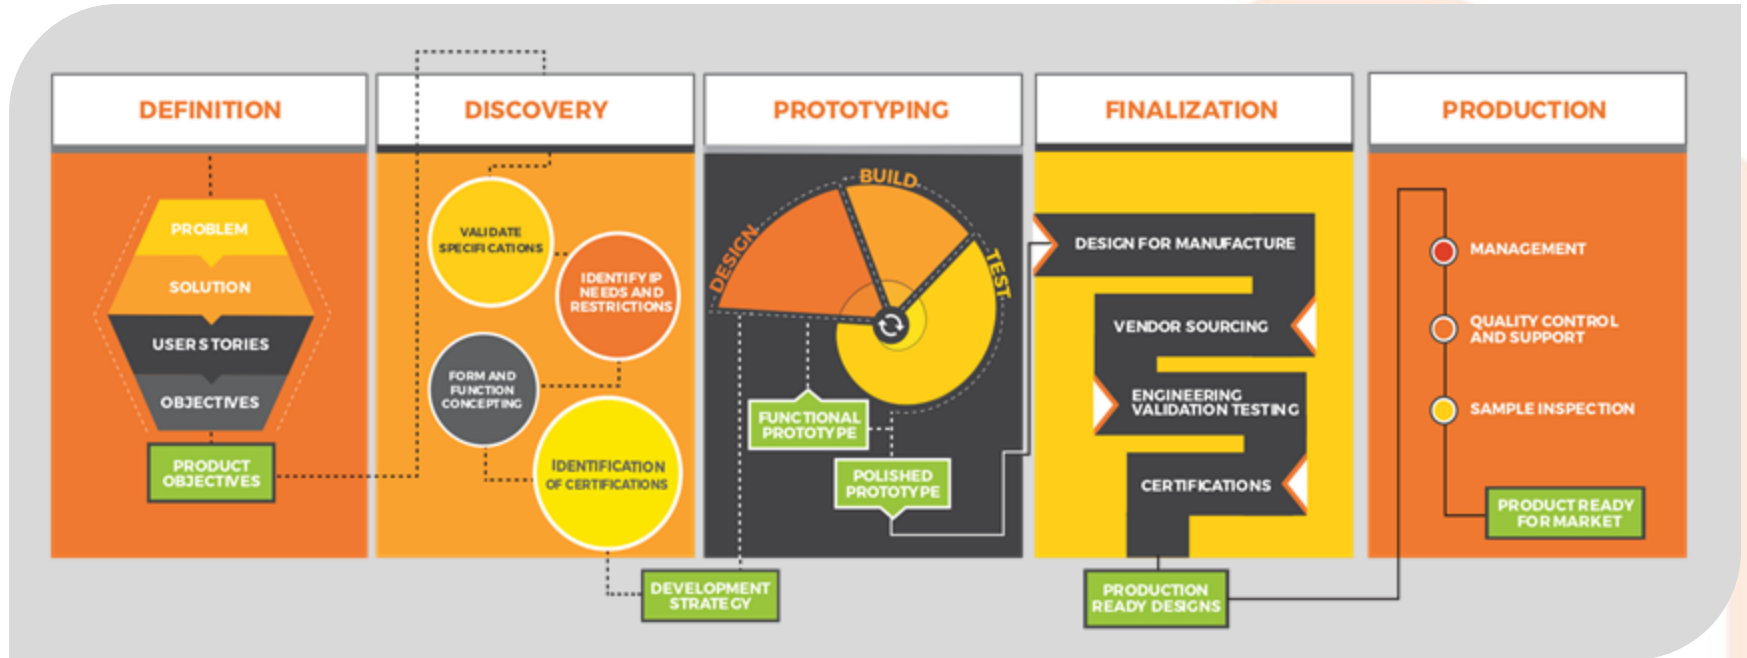 DEFINITION
PROBLEM
SOLUTION
USER STORIES
OBJECTIVES
PRODUCT
OBJECTIVES
DISCOVERY
VALIDATE
SPECIFICATIONS
IDENTIFY IP
NEEDS AND
RESTRICTIONS
FORM AND
FUNCTION
CONCEPTING
IDENTIFICATION
OF CERTIFICATIONS
DEVELOPMENT
STRATEGY
PROTOTYPING
DESIGN
BUILD
TEST
FUNCTIONAL
PROTOTYPE
POLISHED
PROTOTYPE
FINALIZATION
DESIGN FOR MANUFACTURE
VENDOR SOURCING
ENGINEERING
VALIDATION TESTING
CERTIFICATIONS
PRODUCTION
READY DESIGNS
PRODUCTION
MANAGEMENT
QUALITY CONTROL
AND SUPPORT
SAMPLE INSPECTION
PRODUCT READY
FOR MARKET